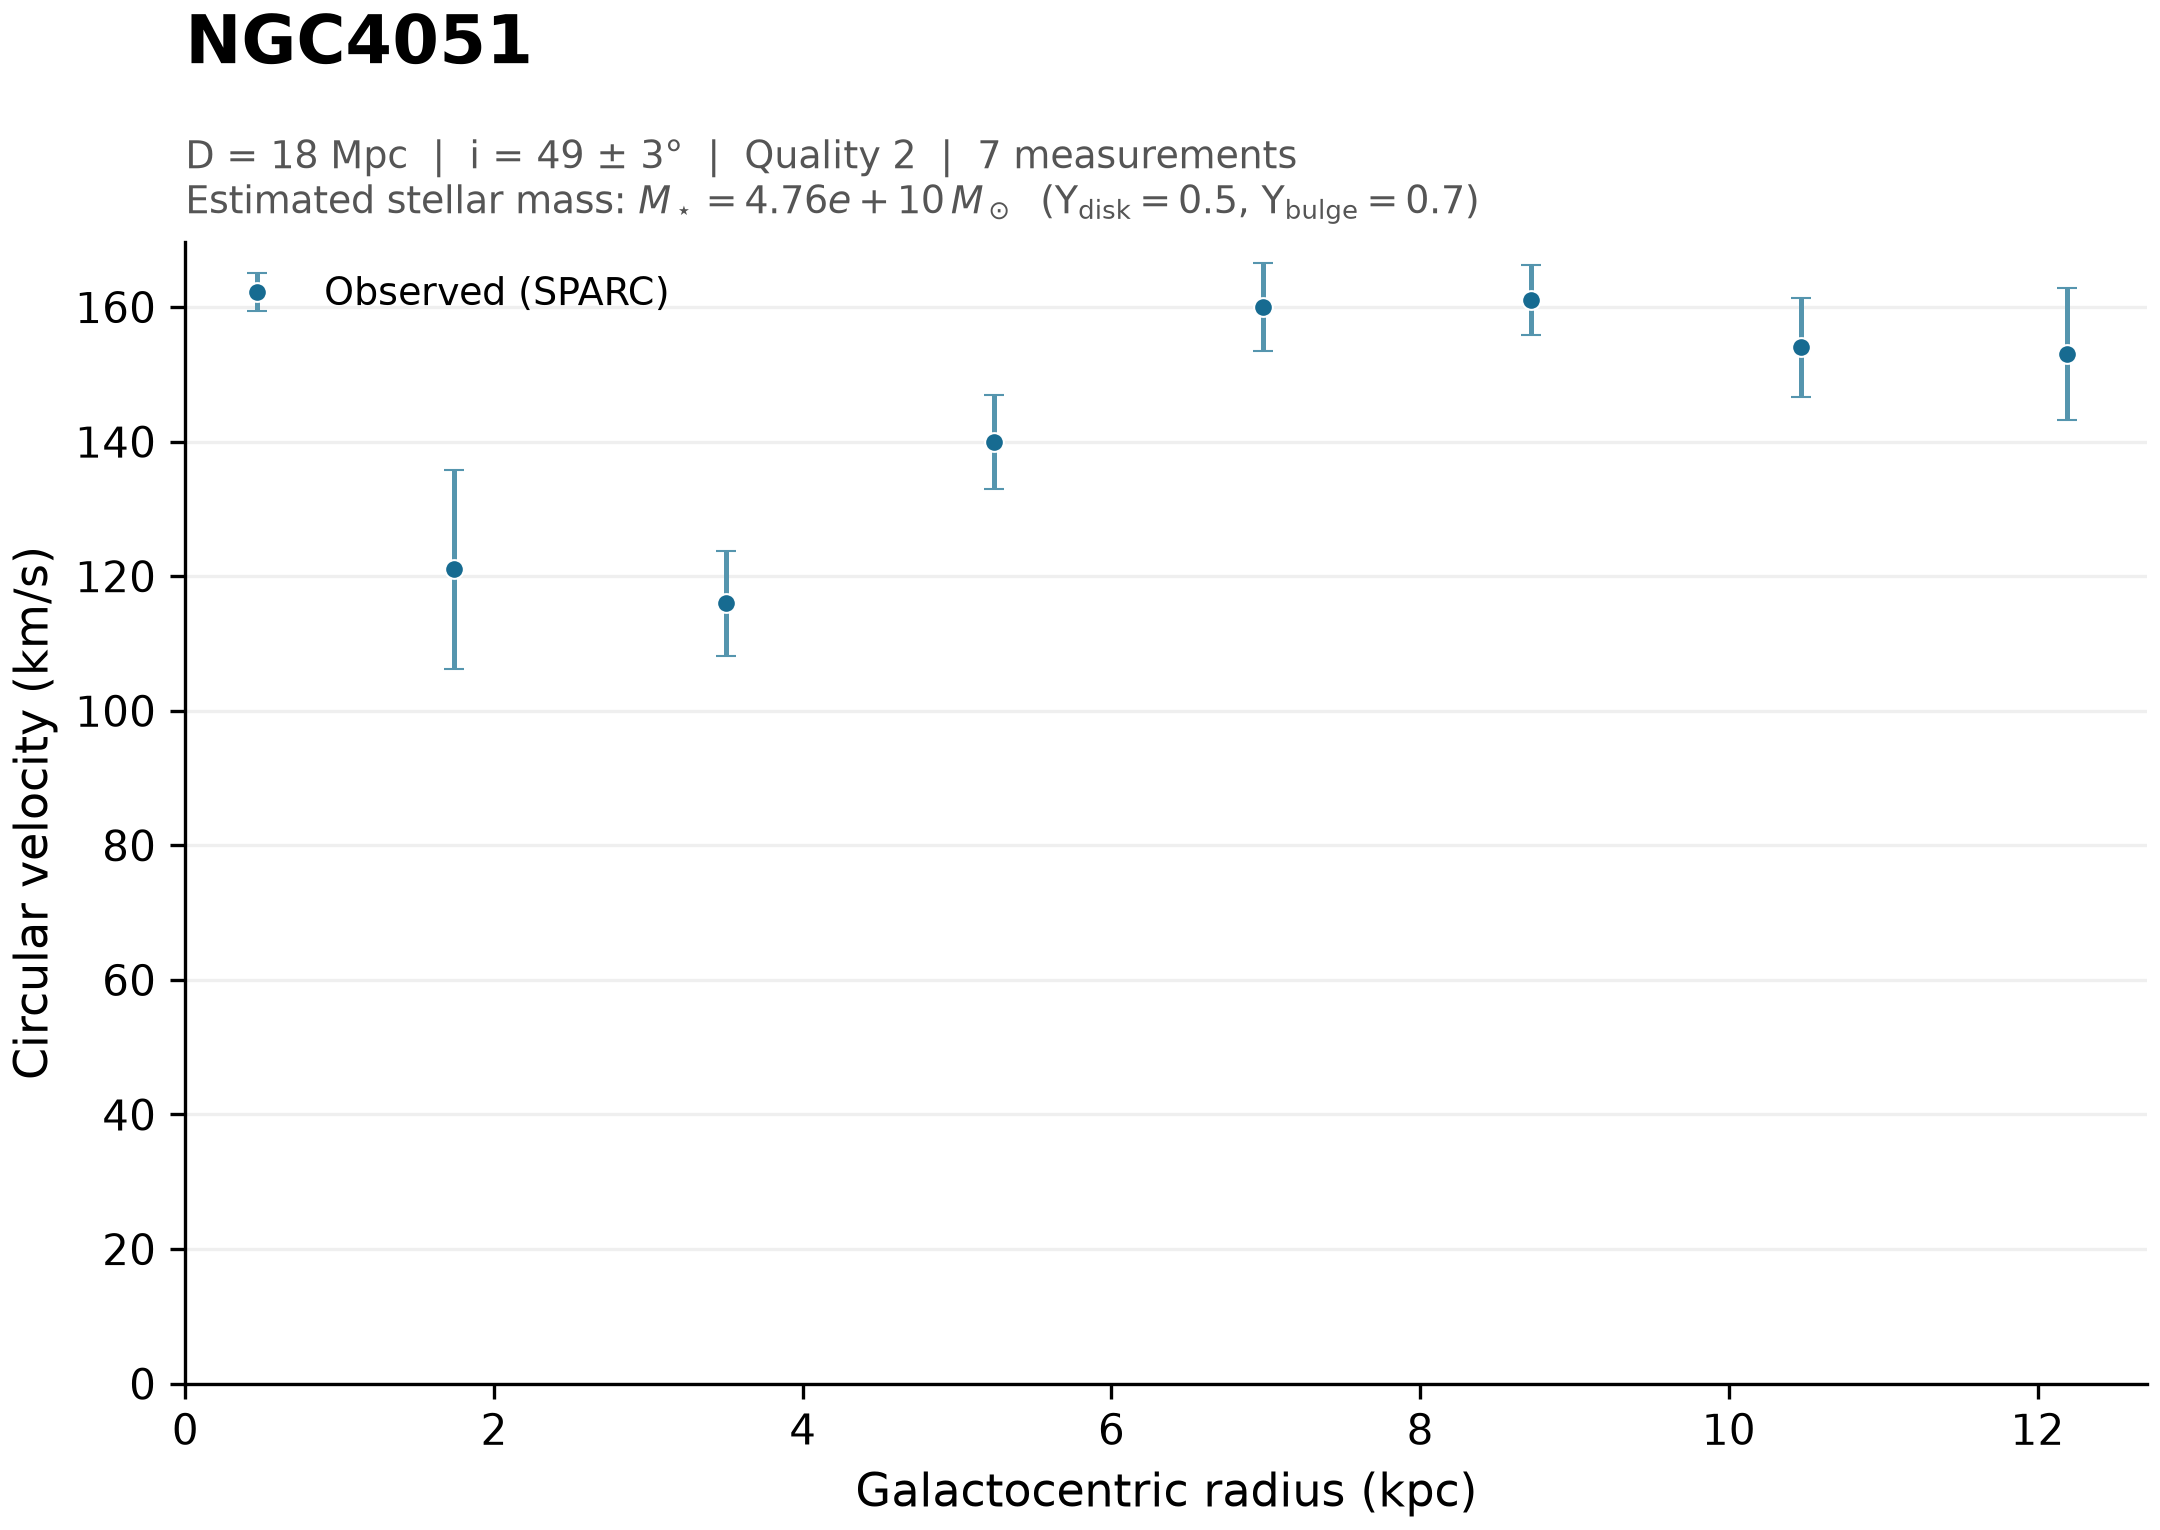 NGC4051
D = 18 Mpc | i = 49 ± 3° | Quality 2 | 7 measurements
Estimated stellar mass: M⋆ = 4.76e + 10 M⊙ (Υdisk = 0.5, Υbulge = 0.7)
Observed (SPARC)
160
140
120
100
80
60
40
20
0
Circular velocity (km/s)
0 2 4 6 8 10 12
Galactocentric radius (kpc)